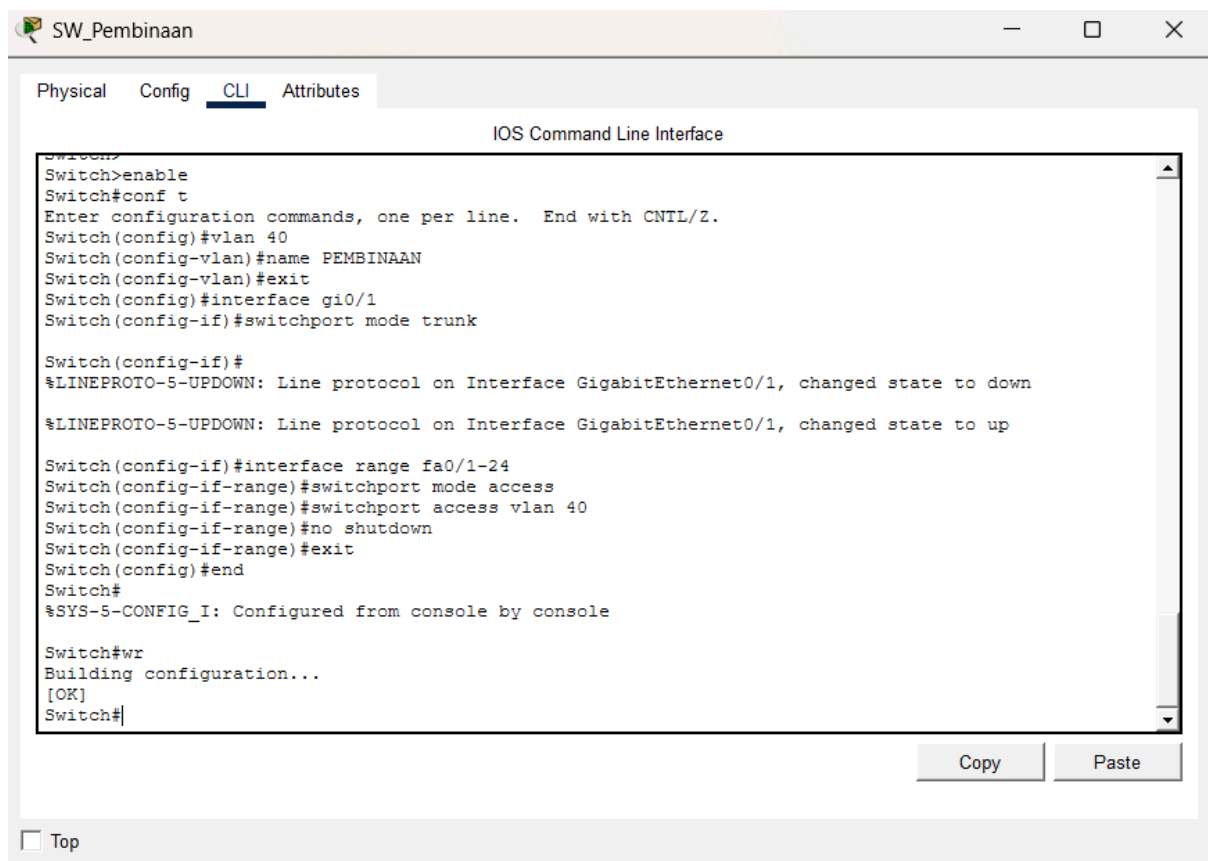 SW_Pembinaan
Physical Config CLI Attributes
IOS Command Line Interface
Switch>
Switch>enable
Switch#conf t
Enter configuration commands, one per line.  End with CNTL/Z.
Switch(config)#vlan 40
Switch(config-vlan)#name PEMBINAAN
Switch(config-vlan)#exit
Switch(config)#interface gi0/1
Switch(config-if)#switchport mode trunk
Switch(config-if)#
%LINEPROTO-5-UPDOWN: Line protocol on Interface GigabitEthernet0/1, changed state to down
%LINEPROTO-5-UPDOWN: Line protocol on Interface GigabitEthernet0/1, changed state to up
Switch(config-if)#interface range fa0/1-24
Switch(config-if-range)#switchport mode access
Switch(config-if-range)#switchport access vlan 40
Switch(config-if-range)#no shutdown
Switch(config-if-range)#exit
Switch(config)#end
Switch#
%SYS-5-CONFIG_I: Configured from console by console
Switch#wr
Building configuration...
[OK]
Switch#
Copy Paste
Top